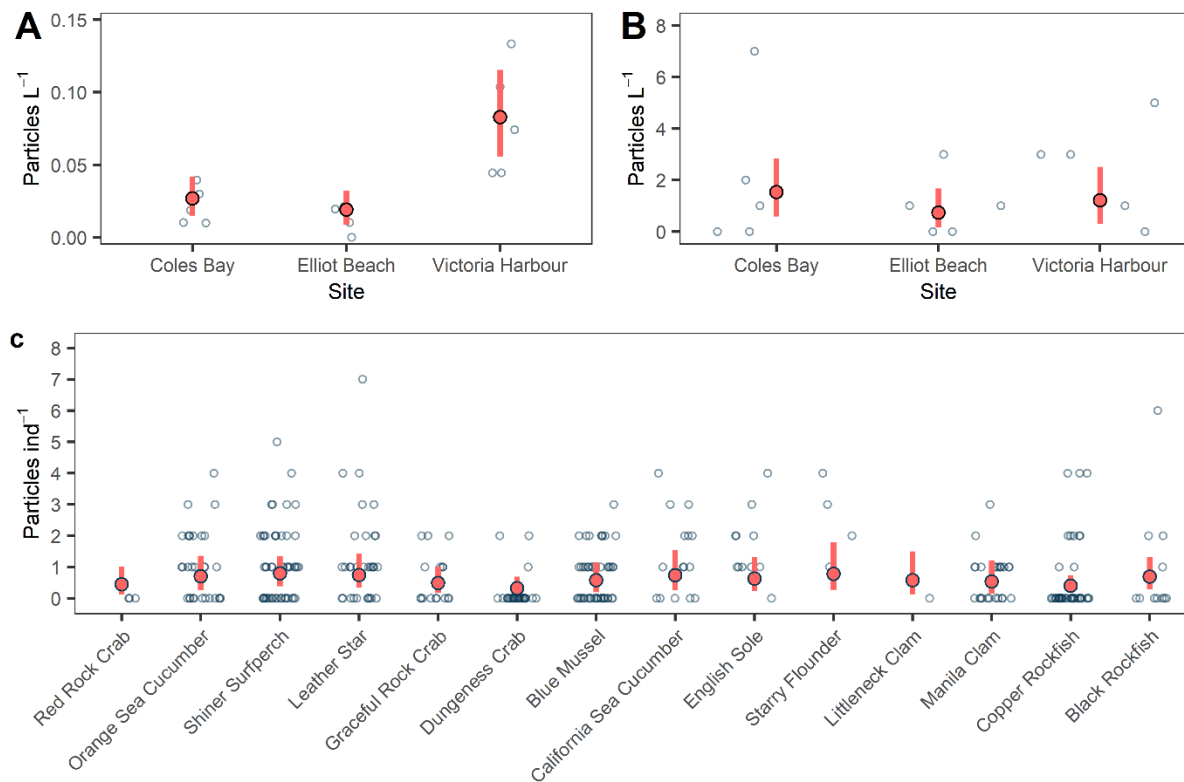 A
Particles L⁻¹
0.15
0.10
0.05
0.00
Coles Bay
Elliot Beach
Victoria Harbour
Site
B
Particles L⁻¹
8
6
4
2
0
Coles Bay
Elliot Beach
Victoria Harbour
Site
c
Particles ind⁻¹
8
7
6
5
4
3
2
1
0
Red Rock Crab
Orange Sea Cucumber
Shiner Surfperch
Leather Star
Graceful Rock Crab
Dungeness Crab
Blue Mussel
California Sea Cucumber
English Sole
Starry Flounder
Littleneck Clam
Manila Clam
Copper Rockfish
Black Rockfish